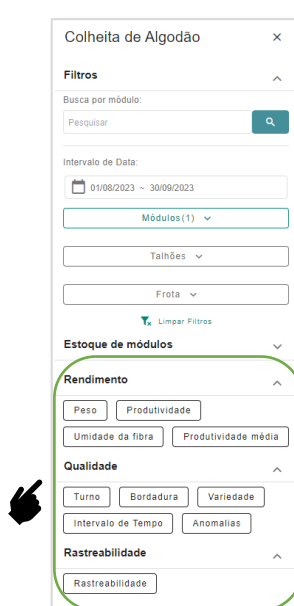 Colheita de Algodão ×
Filtros
Busca por módulo:
Pesquisar
Intervalo de Data:
01/08/2023 ~ 30/09/2023
Módulos(1)
Talhões
Frota
Limpar Filtros
Estoque de módulos
Rendimento
Peso Produtividade
Umidade da fibra Produtividade média
Qualidade
Turno Bordadura Variedade
Intervalo de Tempo Anomalias
Rastreabilidade
Rastreabilidade